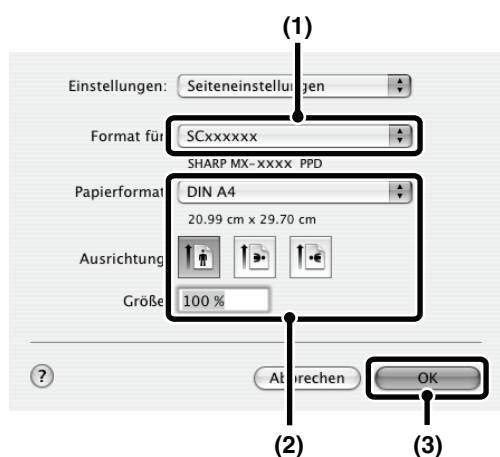 (1)
Einstellungen: Seiteneinstellungen
Format für SCxxxxxx
SHARP MX-xxxx PPD
Papierformat DIN A4
20.99 cm x 29.70 cm
Ausrichtung
Größe 100 %
? Abbrechen OK
(2) (3)